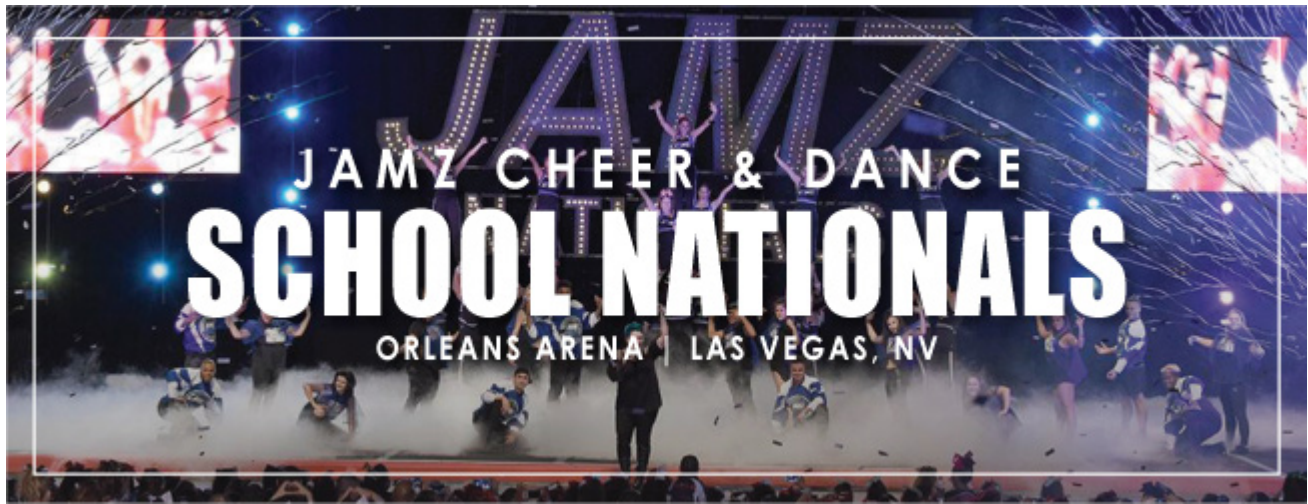 JAMZ
JAMZ CHEER & DANCE
SCHOOL NATIONALS
ORLEANS ARENA | LAS VEGAS, NV